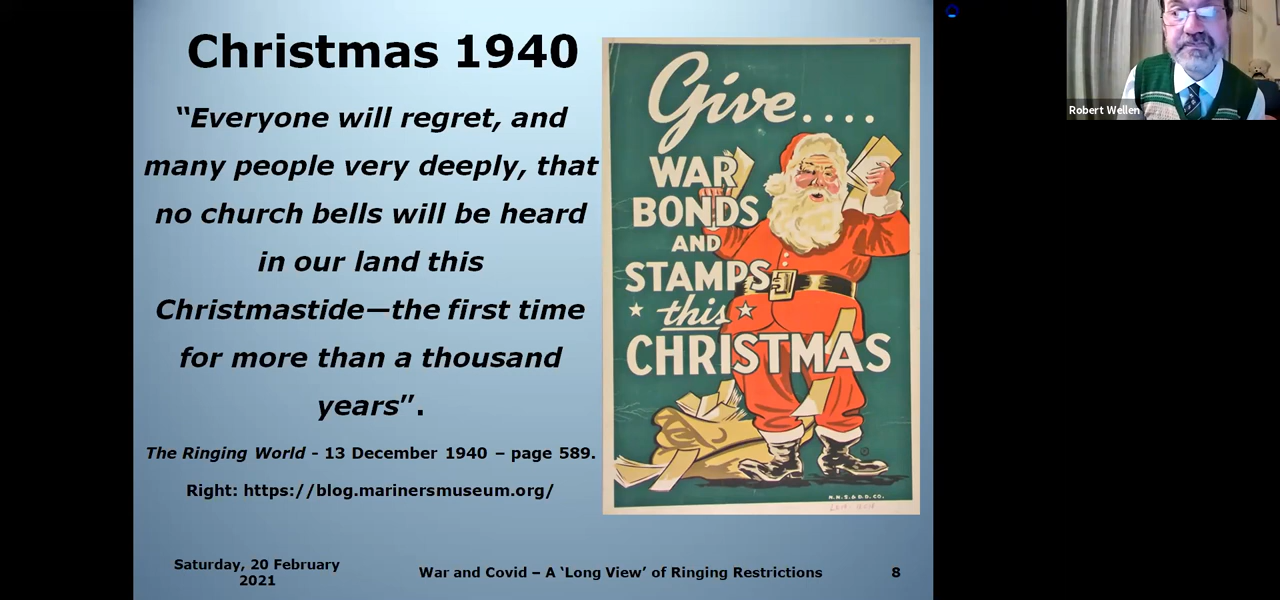 Christmas 1940
“Everyone will regret, and
many people very deeply, that
no church bells will be heard
in our land this
Christmastide—the first time
for more than a thousand
years”.
The Ringing World - 13 December 1940 – page 589.
Right: https://blog.marinersmuseum.org/
Give....
WAR
BONDS
AND
STAMPS
this
CHRISTMAS
N.N.S.&D.D.CO.
Saturday, 20 February
2021
War and Covid – A ‘Long View’ of Ringing Restrictions
8
Robert Wellen